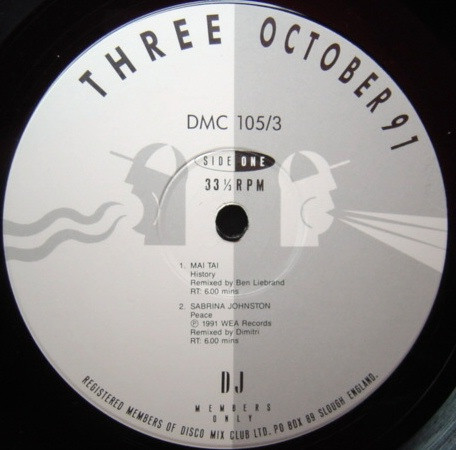 THREE OCTOBER 91
DMC 105/3
SIDE ONE
33 ⅓ RPM
1. MAI TAI
History
Remixed by Ben Liebrand
RT: 6.00 mins
2. SABRINA JOHNSTON
Peace
℗ 1991 WEA Records
Remixed by Dimitri
RT: 6.00 mins
DJ
MEMBERS
ONLY
REGISTERED MEMBERS OF DISCO MIX CLUB LTD. PO BOX 89 SLOUGH ENGLAND.